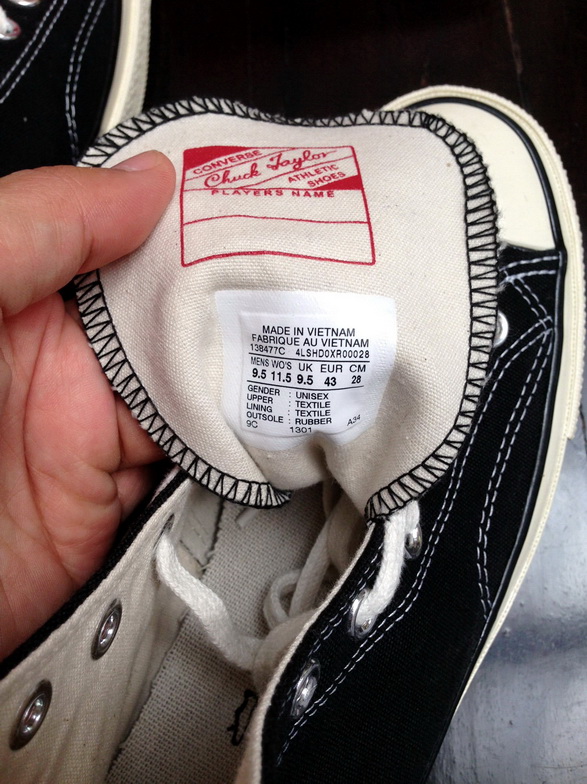 CONVERSE
Chuck Taylor
ATHLETIC
SHOES
PLAYERS NAME
MADE IN VIETNAM
FABRIQUE AU VIETNAM
138477C 4LSHD0XR00028
MENS WO'S UK EUR CM
9.5 11.5 9.5 43 28
GENDER : UNISEX
UPPER : TEXTILE
LINING : TEXTILE
OUTSOLE : RUBBER
9C 1301 A34